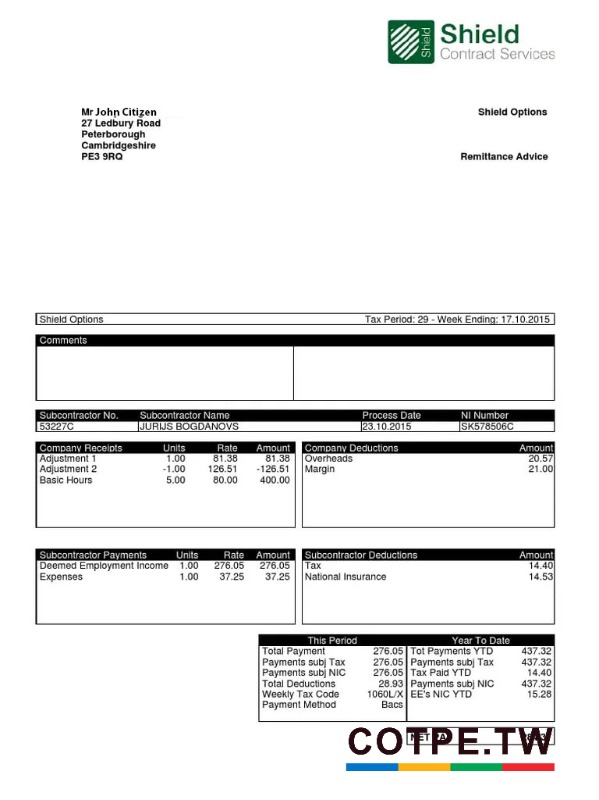 Shield
Shield
Contract Services
Mr John Citizen
27 Ledbury Road
Peterborough
Cambridgeshire
PE3 9RQ
Shield Options
Remittance Advice
Shield Options Tax Period: 29 - Week Ending: 17.10.2015
Comments
Subcontractor No. Subcontractor Name Process Date NI Number
53227C JURIJS BOGDANOVS 23.10.2015 SK578506C
Company Receipts Units Rate Amount
Adjustment 1 1.00 81.38 81.38
Adjustment 2 -1.00 126.51 -126.51
Basic Hours 5.00 80.00 400.00
Company Deductions Amount
Overheads 20.57
Margin 21.00
Subcontractor Payments Units Rate Amount
Deemed Employment Income 1.00 276.05 276.05
Expenses 1.00 37.25 37.25
Subcontractor Deductions Amount
Tax 14.40
National Insurance 14.53
This Period
Total Payment 276.05
Payments subj Tax 276.05
Payments subj NIC 276.05
Total Deductions 28.93
Weekly Tax Code 1060L/X
Payment Method Bacs
Year To Date
Tot Payments YTD 437.32
Payments subj Tax 437.32
Tax Paid YTD 14.40
Payments subj NIC 437.32
EE's NIC YTD 15.28
NET
COTPE.TW